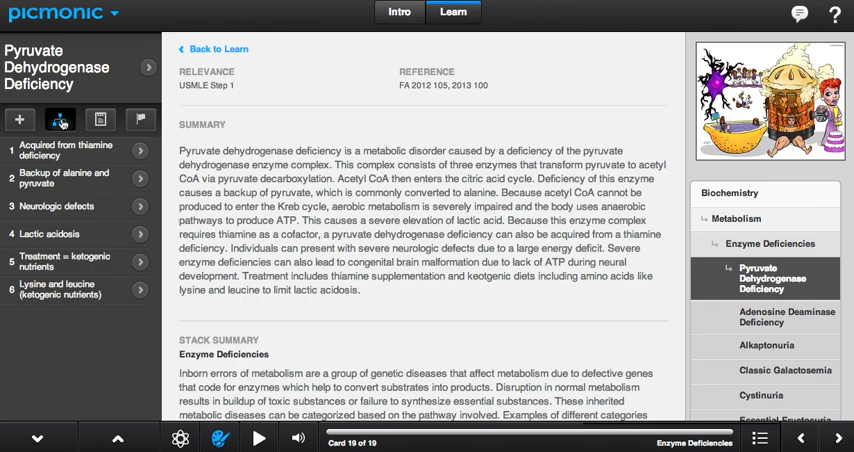 picmonic
Intro
Learn
?
Pyruvate
Dehydrogenase
Deficiency
1 Acquired from thiamine
deficiency
2 Backup of alanine and
pyruvate
3 Neurologic defects
4 Lactic acidosis
5 Treatment = ketogenic
nutrients
6 Lysine and leucine
(ketogenic nutrients)
Back to Learn
RELEVANCE
REFERENCE
USMLE Step 1
FA 2012 105, 2013 100
SUMMARY
Pyruvate dehydrogenase deficiency is a metabolic disorder caused by a deficiency of the pyruvate
dehydrogenase enzyme complex. This complex consists of three enzymes that transform pyruvate to acetyl
CoA via pyruvate decarboxylation. Acetyl CoA then enters the citric acid cycle. Deficiency of this enzyme
causes a backup of pyruvate, which is commonly converted to alanine. Because acetyl CoA cannot be
produced to enter the Kreb cycle, aerobic metabolism is severely impaired and the body uses anaerobic
pathways to produce ATP. This causes a severe elevation of lactic acid. Because this enzyme complex
requires thiamine as a cofactor, a pyruvate dehydrogenase deficiency can also be acquired from a thiamine
deficiency. Individuals can present with severe neurologic defects due to a large energy deficit. Severe
enzyme deficiencies can also lead to congenital brain malformation due to lack of ATP during neural
development. Treatment includes thiamine supplementation and keotgenic diets including amino acids like
lysine and leucine to limit lactic acidosis.
STACK SUMMARY
Enzyme Deficiencies
Inborn errors of metabolism are a group of genetic diseases that affect metabolism due to defective genes
that code for enzymes which help to convert substrates into products. Disruption in normal metabolism
results in buildup of toxic substances or failure to synthesize essential substances. These inherited
metabolic diseases can be categorized based on the pathway involved. Examples of different categories
Biochemistry
Metabolism
Enzyme Deficiencies
Pyruvate
Dehydrogenase
Deficiency
Adenosine Deaminase
Deficiency
Alkaptonuria
Classic Galactosemia
Cystinuria
Essential Fructosuria
Card 19 of 19
Enzyme Deficiencies